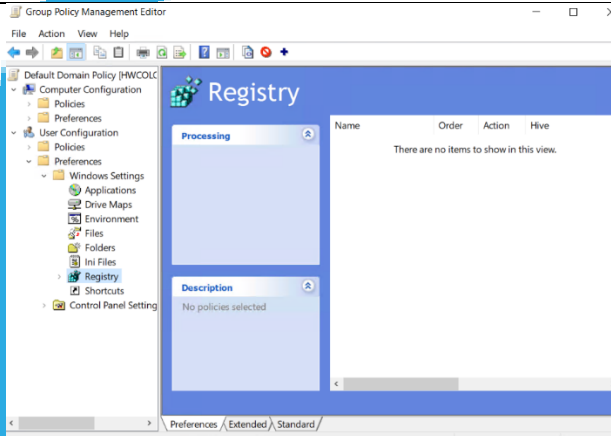 Group Policy Management Editor
File Action View Help
Default Domain Policy [HWCOLC
Computer Configuration
Policies
Preferences
User Configuration
Policies
Preferences
Windows Settings
Applications
Drive Maps
Environment
Files
Folders
Ini Files
Registry
Shortcuts
Control Panel Setting
Registry
Processing
Description
No policies selected
Name Order Action Hive
There are no items to show in this view.
Preferences Extended Standard